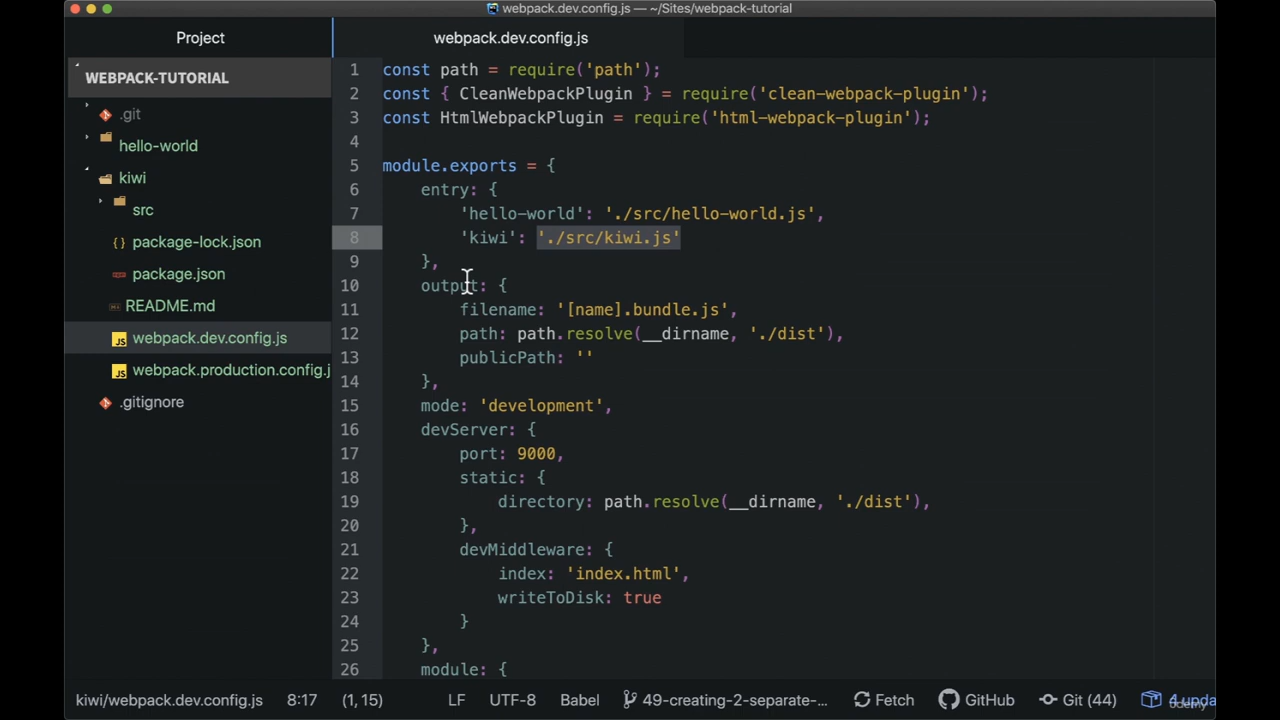 webpack.dev.config.js — ~/Sites/webpack-tutorial
Project
webpack.dev.config.js
WEBPACK-TUTORIAL
.git
hello-world
kiwi
src
package-lock.json
package.json
README.md
webpack.dev.config.js
webpack.production.config.j
.gitignore
1 const path = require('path');
2 const { CleanWebpackPlugin } = require('clean-webpack-plugin');
3 const HtmlWebpackPlugin = require('html-webpack-plugin');
4
5 module.exports = {
6 entry: {
7 'hello-world': './src/hello-world.js',
8 'kiwi': './src/kiwi.js'
9 },
10 output: {
11 filename: '[name].bundle.js',
12 path: path.resolve(__dirname, './dist'),
13 publicPath: ''
14 },
15 mode: 'development',
16 devServer: {
17 port: 9000,
18 static: {
19 directory: path.resolve(__dirname, './dist'),
20 },
21 devMiddleware: {
22 index: 'index.html',
23 writeToDisk: true
24 }
25 },
26 module: {
kiwi/webpack.dev.config.js 8:17 (1,15) LF UTF-8 Babel 49-creating-2-separate-... Fetch GitHub Git (44) 4 upda